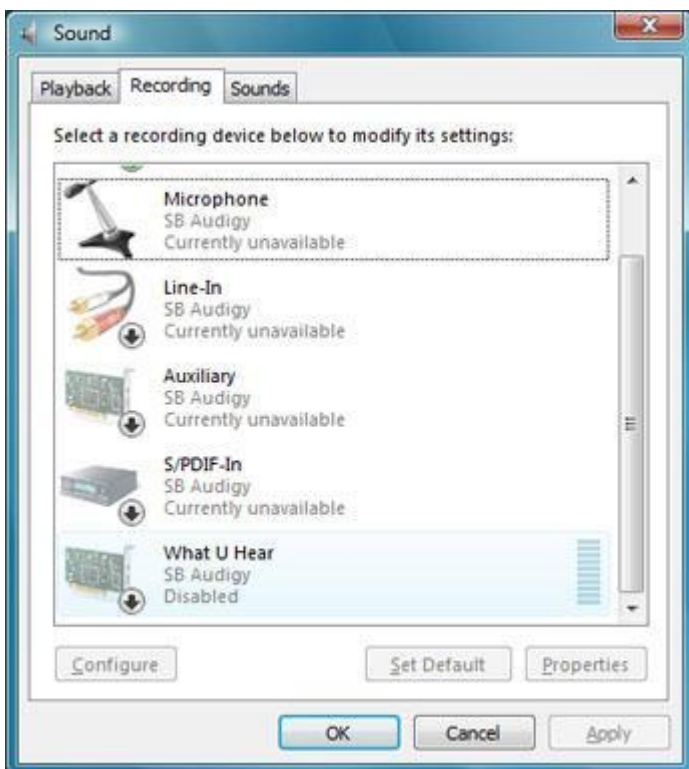 Sound
Playback Recording Sounds
Select a recording device below to modify its settings:
Microphone
SB Audigy
Currently unavailable
Line-In
SB Audigy
Currently unavailable
Auxiliary
SB Audigy
Currently unavailable
S/PDIF-In
SB Audigy
Currently unavailable
What U Hear
SB Audigy
Disabled
Configure Set Default Properties
OK Cancel Apply